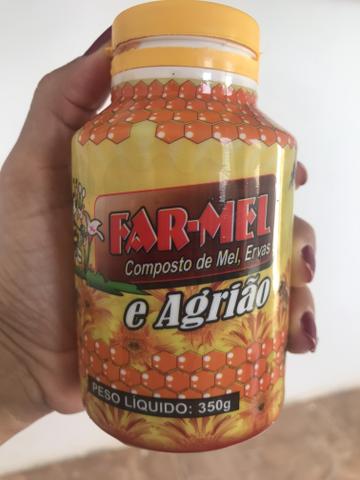 FAR-MEL
Composto de Mel, Ervas
e Agrião
PESO LÍQUIDO: 350g